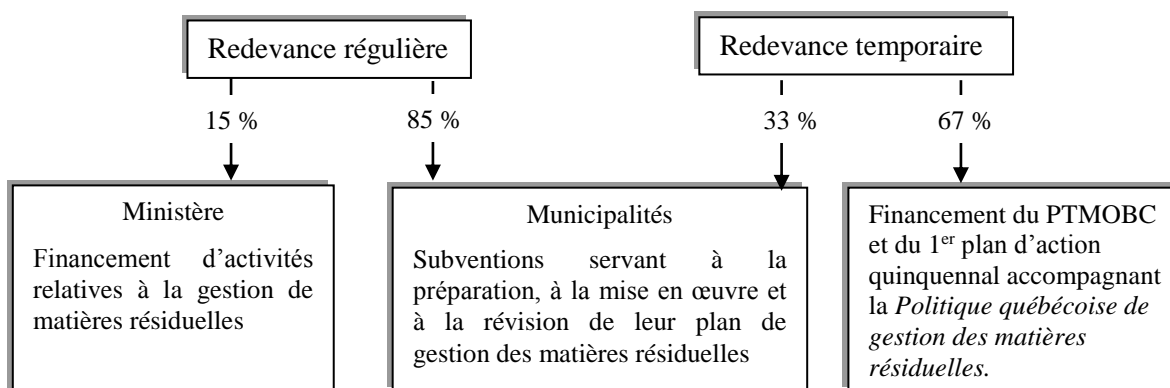 Redevance régulière
Redevance temporaire
15 %
85 %
33 %
67 %
Ministère
Financement d'activités
relatives à la gestion de
matières résiduelles
Municipalités
Subventions servant à la
préparation, à la mise en œuvre et
à la révision de leur plan de
gestion des matières résiduelles
Financement du PTMOBC
et du 1er plan d'action
quinquennal accompagnant
la Politique québécoise de
gestion des matières
résiduelles.